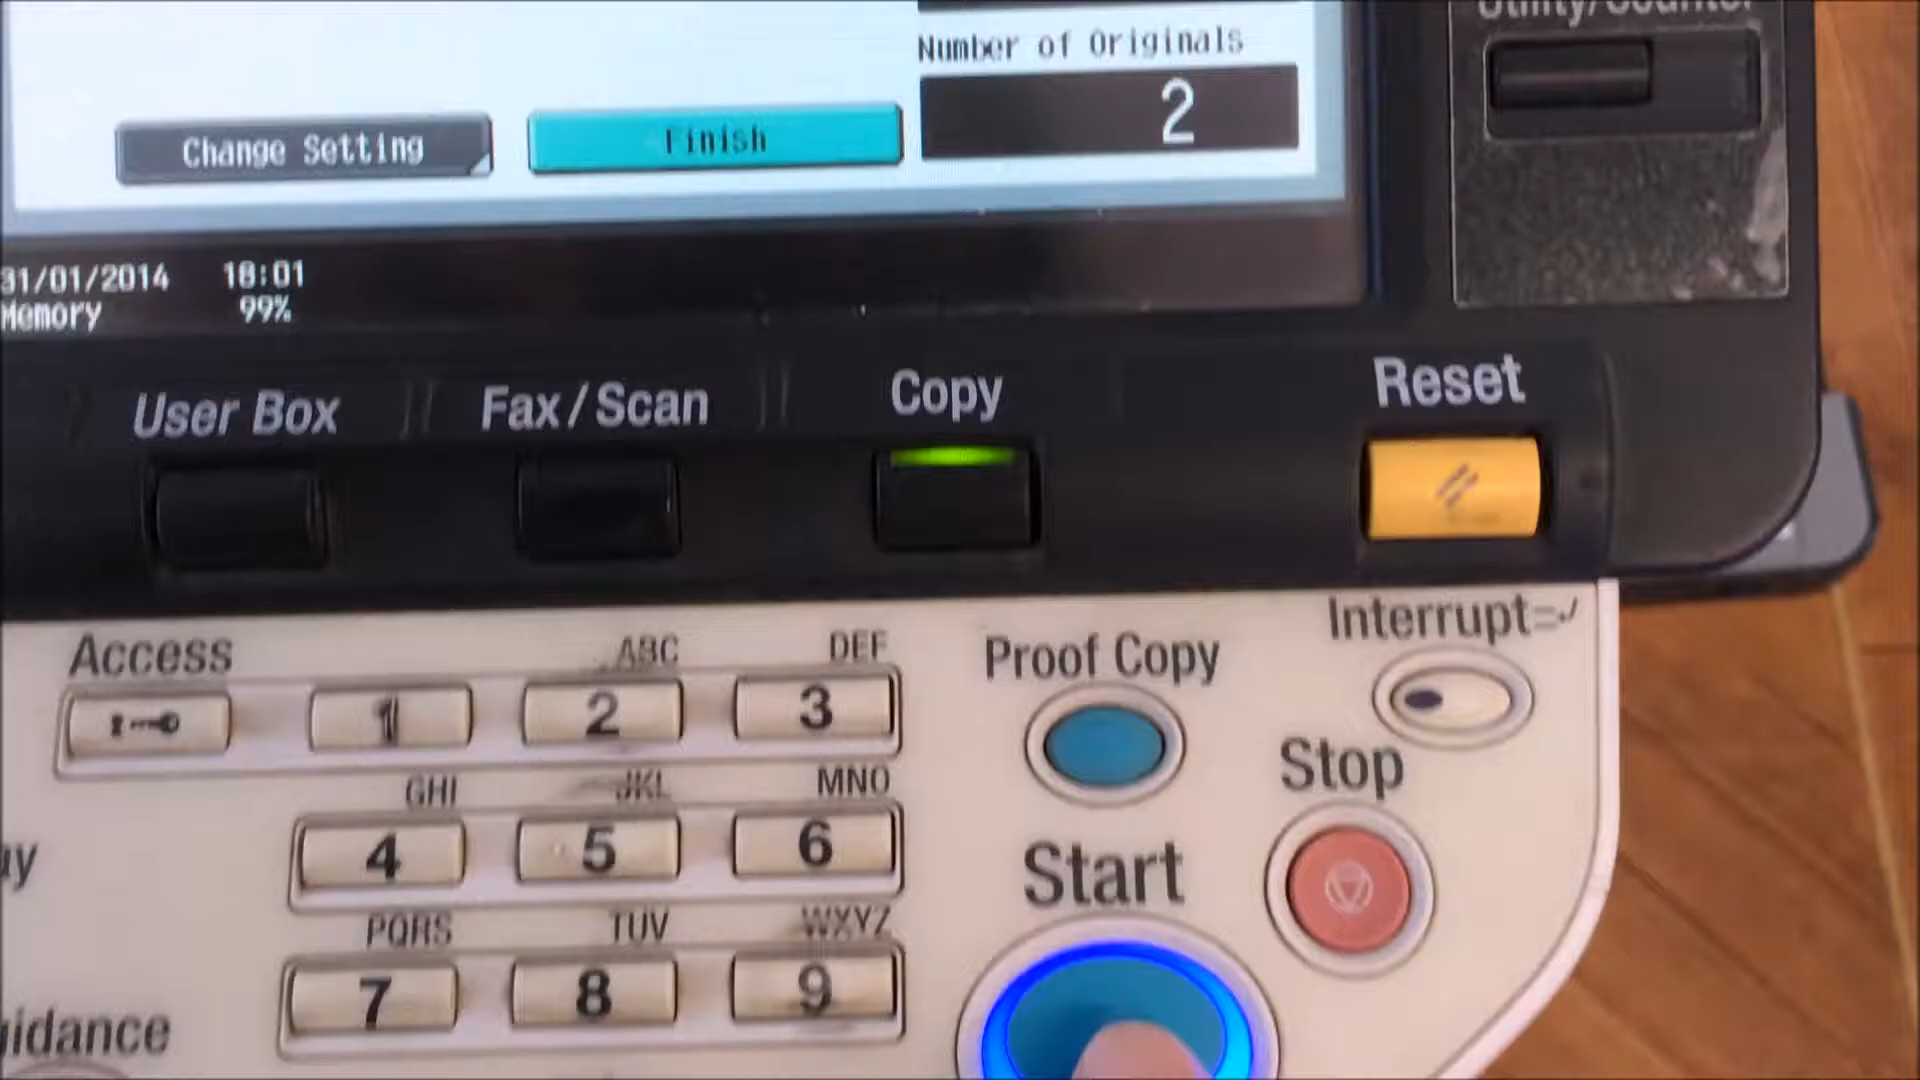 Utility/Counter
Number of Originals
2
Change Setting
Finish
31/01/2014 18:01
Memory 99%
User Box
Fax/Scan
Copy
Reset
Access
ABC
DEF
1
2
3
Proof Copy
Interrupt
GHI
JKL
MNO
4
5
6
Stop
Start
PQRS
TUV
WXYZ
7
8
9